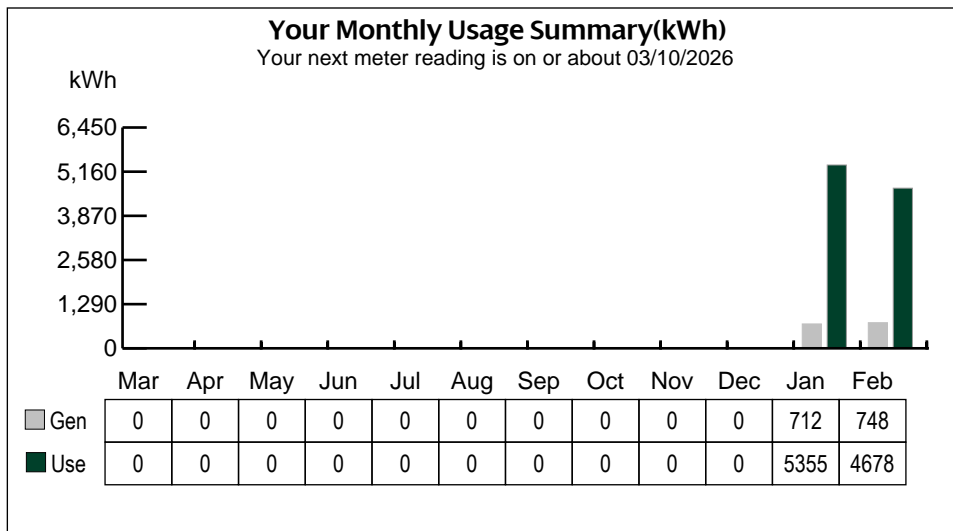 Your Monthly Usage Summary(kWh)
Your next meter reading is on or about 03/10/2026
kWh
6,450
5,160
3,870
2,580
1,290
0
Mar Apr May Jun Jul Aug Sep Oct Nov Dec Jan Feb
Gen 0 0 0 0 0 0 0 0 0 0 712 748
Use 0 0 0 0 0 0 0 0 0 0 5355 4678